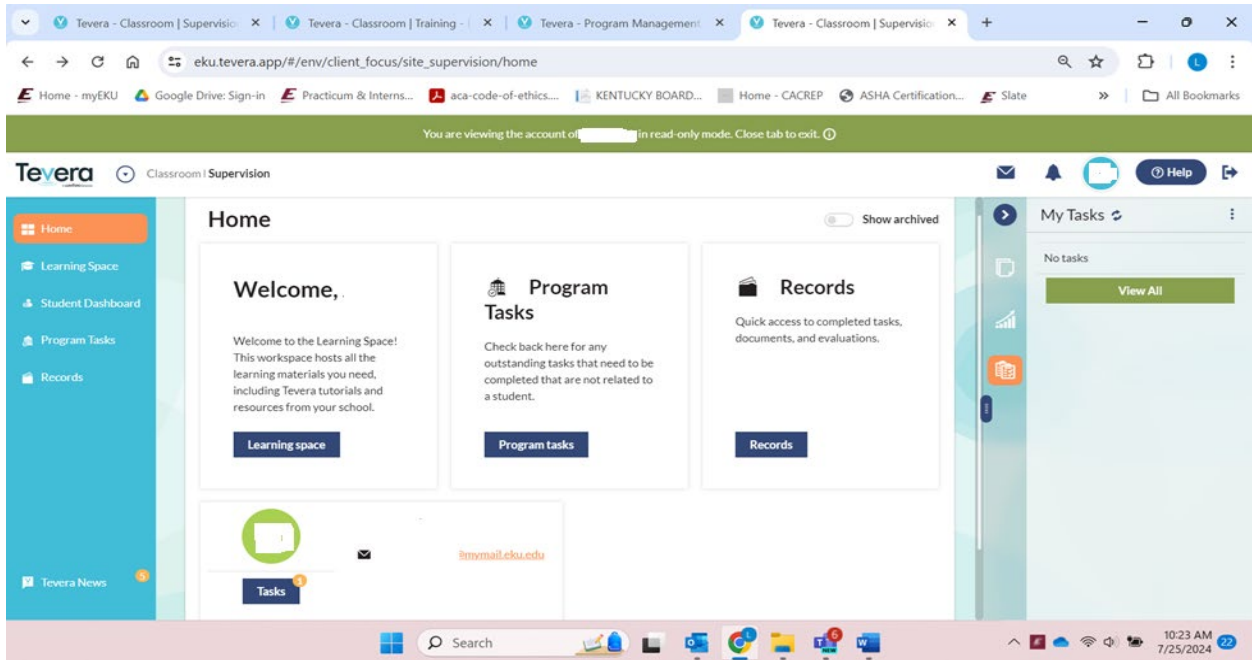 Tevera - Classroom | Supervisio
Tevera - Classroom | Training -
Tevera - Program Management
Tevera - Classroom | Supervisio
eku.tevera.app/#/env/client_focus/site_supervision/home
Home - myEKU
Google Drive: Sign-in
Practicum & Interns...
aca-code-of-ethics....
KENTUCKY BOARD...
Home - CACREP
ASHA Certification...
Slate
»
All Bookmarks
You are viewing the account of in read-only mode. Close tab to exit.
Tevera
Classroom | Supervision
Help
Home
Learning Space
Student Dashboard
Program Tasks
Records
Tevera News
5
Home
Show archived
Welcome,
Welcome to the Learning Space!
This workspace hosts all the
learning materials you need,
including Tevera tutorials and
resources from your school.
Learning space
Program
Tasks
Check back here for any
outstanding tasks that need to be
completed that are not related to
a student.
Program tasks
Records
Quick access to completed tasks,
documents, and evaluations.
Records
@mymail.eku.edu
Tasks
5
My Tasks
No tasks
View All
Search
6
NEW
10:23 AM
7/25/2024
22